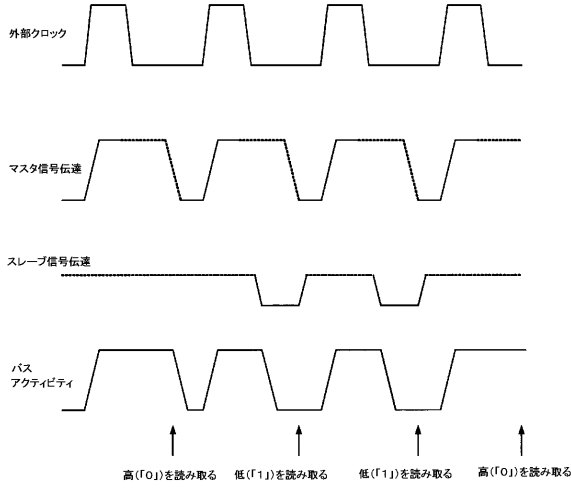 外部クロック
マスタ信号伝達
スレーブ信号伝達
バス
アクティビティ
高(「0」)を読み取る 低(「1」)を読み取る 低(「1」)を読み取る 高(「0」)を読み取る